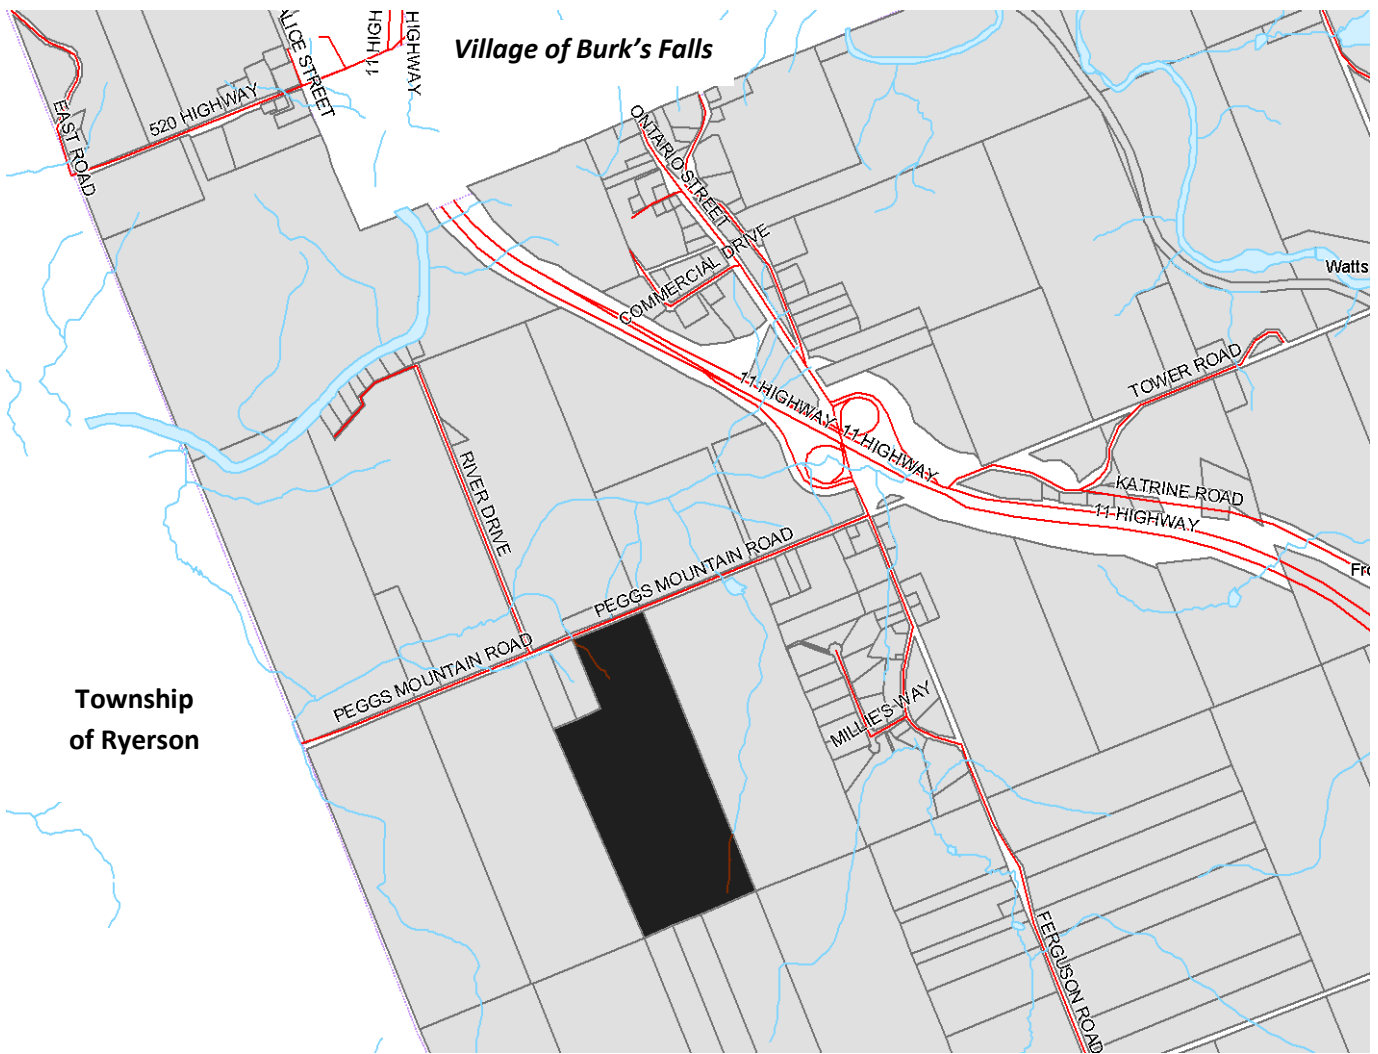 Village of Burk's Falls
ALICE STREET
11 HIGH
HIGHWAY
520 HIGHWAY
EAST ROAD
ONTARIO STREET
COMMERCIAL DRIVE
Watts
TOWER ROAD
11 HIGHWAY
11 HIGHWAY
KATRINE ROAD
11 HIGHWAY
RIVER DRIVE
PEGGS MOUNTAIN ROAD
Fro
PEGGS MOUNTAIN ROAD
Township
of Ryerson
MILLIE'S WAY
FERGUSON ROAD